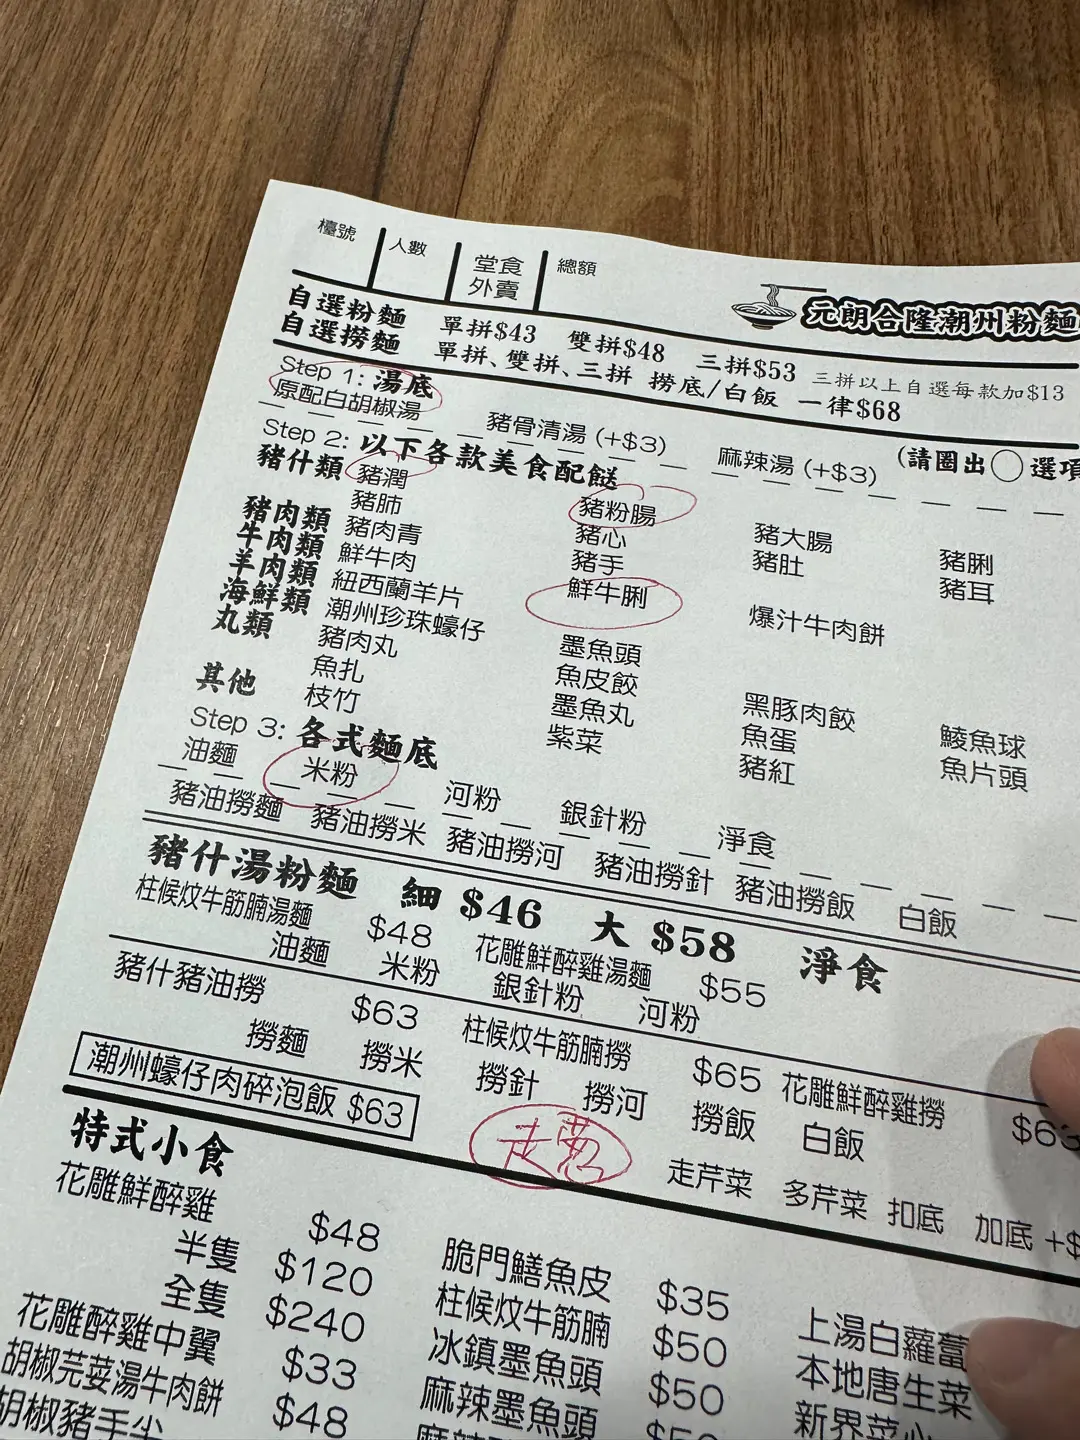 檯號 人數 堂食 總額
外賣
元朗合隆潮州粉麵
自選粉麵 單拼$43 雙拼$48 三拼$53 三拼以上自選每款加$13
自選撈麵 單拼、雙拼、三拼 撈底/白飯 一律$68
Step 1: 湯底
原配白胡椒湯 豬骨清湯 (+$3) 麻辣湯 (+$3) (請圈出○選項
Step 2: 以下各款美食配餸
豬什類 豬潤 豬粉腸 豬大腸 豬脷
豬肺 豬心 豬肚 豬耳
豬肉類 豬肉青 豬手
牛肉類 鮮牛肉 鮮牛脷 爆汁牛肉餅
羊肉類 紐西蘭羊片
海鮮類 潮州珍珠蠔仔 墨魚頭
丸類 豬肉丸 魚皮餃 黑豚肉餃 鯪魚球
魚扎 墨魚丸 魚蛋 魚片頭
其他 枝竹 紫菜 豬紅
Step 3: 各式麵底
油麵 米粉 河粉 銀針粉 淨食
豬油撈麵 豬油撈米 豬油撈河 豬油撈針 豬油撈飯 白飯
豬什湯粉麵 細 $46 大 $58 淨食
柱候炆牛筋腩湯麵 $48 花雕鮮醉雞湯麵 $55
油麵 米粉 銀針粉 河粉
豬什豬油撈 $63 柱候炆牛筋腩撈 $65 花雕鮮醉雞撈 $63
撈麵 撈米 撈針 撈河 撈飯 白飯
潮州蠔仔肉碎泡飯 $63
走蔥 走芹菜 多芹菜 扣底 加底 +$
特式小食
花雕鮮醉雞 $48 脆鬥鱔魚皮 $35 上湯白蘿蔔
半隻 $120 柱候炆牛筋腩 $50 本地唐生菜
全隻 $240 冰鎮墨魚頭 $50 新界菜心
花雕醉雞中翼 $33 麻辣墨魚頭
胡椒芫荽湯牛肉餅 $48 麻辣
胡椒豬手尖